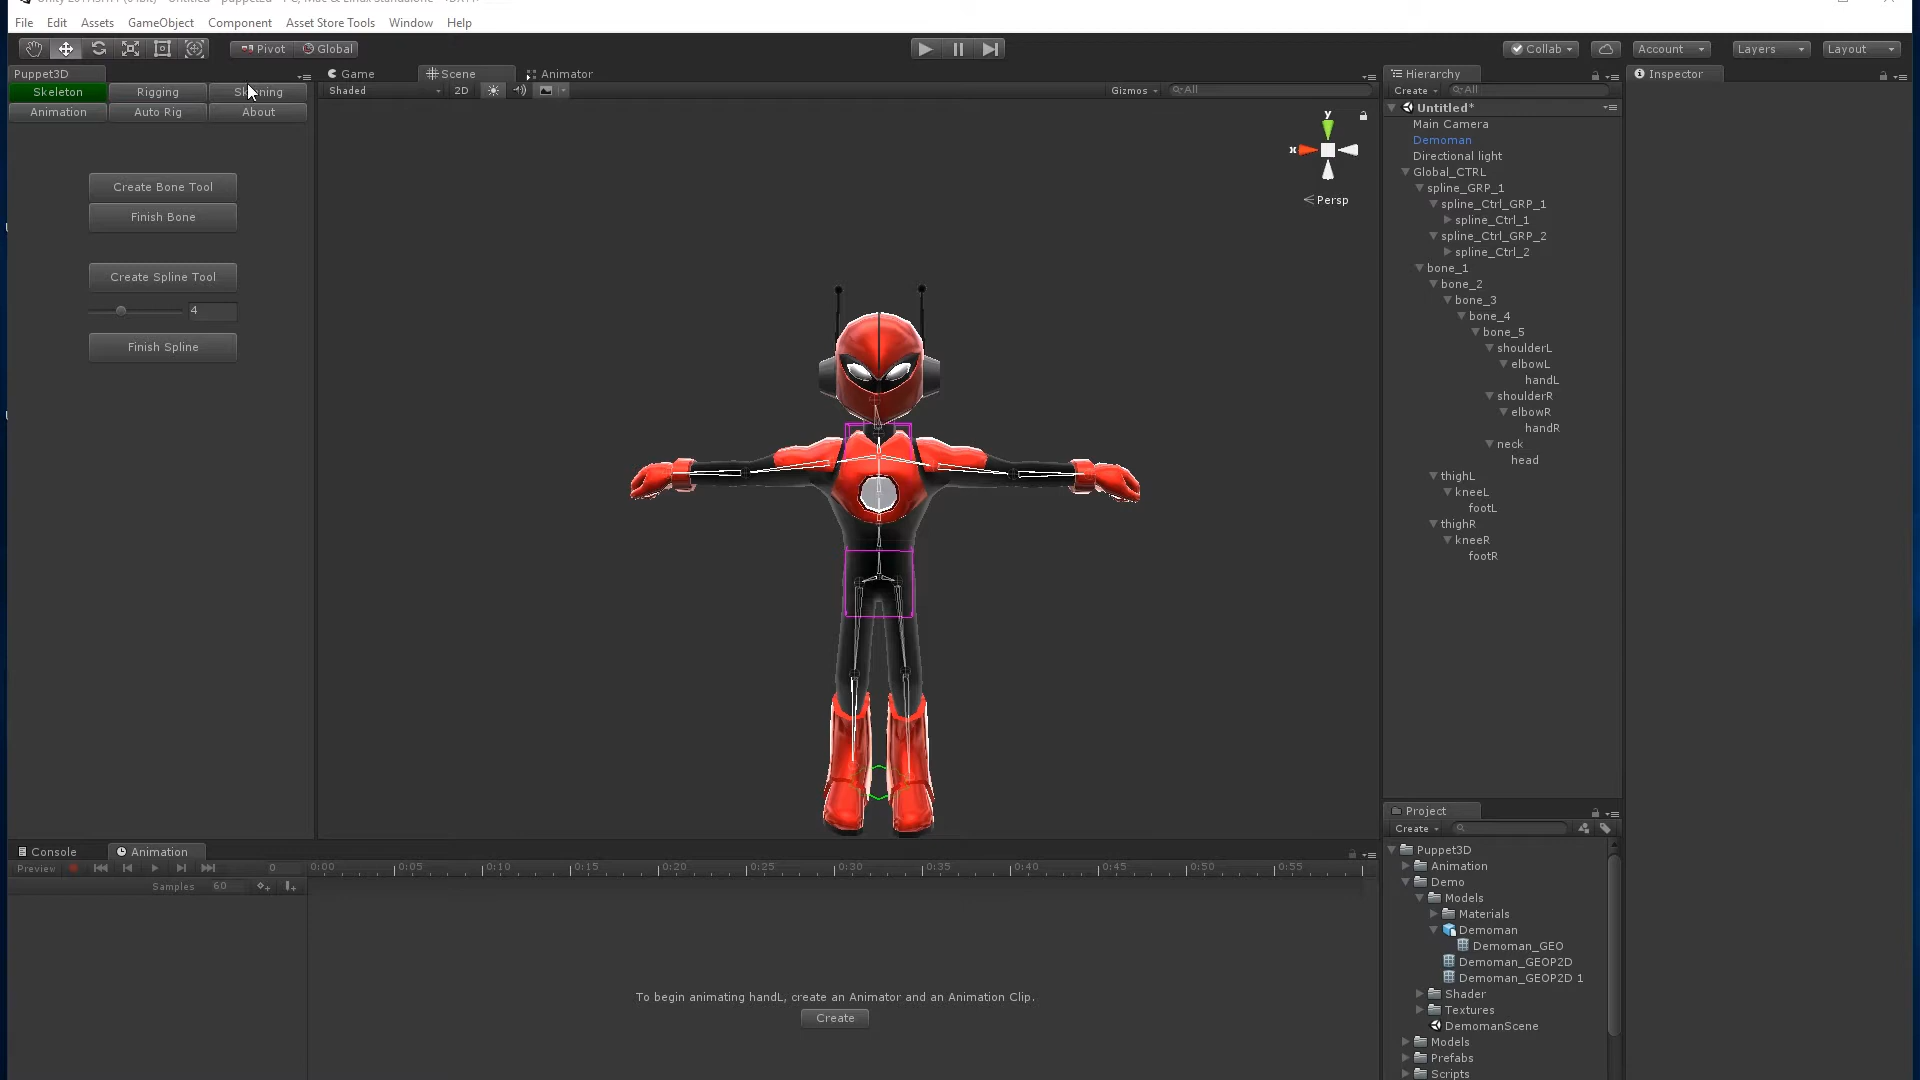 File Edit Assets GameObject Component Asset Store Tools Window Help
Pivot Global Collab Account Layers Layout
Puppet3D
Skeleton Rigging
Animation Auto Rig About
Create Bone Tool
Finish Bone
Create Spline Tool
4
Finish Spline
Game Scene Animator
Shaded 2D Gizmos All
y
x
Persp
Hierarchy
Create All
Untitled*
Main Camera
Demoman
Directional light
Global_CTRL
spline_GRP_1
spline_Ctrl_GRP_1
spline_Ctrl_1
spline_Ctrl_GRP_2
spline_Ctrl_2
bone_1
bone_2
bone_3
bone_4
bone_5
shoulderL
elbowL
handL
shoulderR
elbowR
handR
neck
head
thighL
kneeL
footL
thighR
kneeR
footR
Inspector
Project
Create
Puppet3D
Animation
Demo
Models
Materials
Demoman
Demoman_GEO
Demoman_GEOP2D
Demoman_GEOP2D 1
Shader
Textures
DemomanScene
Models
Prefabs
Scripts
Console Animation
Preview 0 0:00 0:05 0:10 0:15 0:20 0:25 0:30 0:35 0:40 0:45 0:50 0:55
Samples 60
To begin animating handL, create an Animator and an Animation Clip.
Create